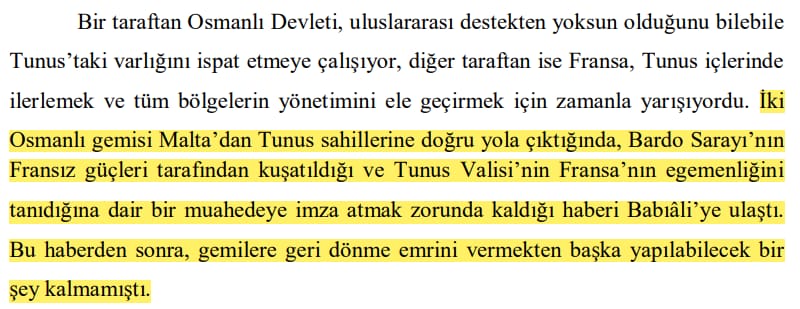 Bir taraftan Osmanlı Devleti, uluslararası destekten yoksun olduğunu bilebile
Tunus’taki varlığını ispat etmeye çalışıyor, diğer taraftan ise Fransa, Tunus içlerinde
ilerlemek ve tüm bölgelerin yönetimini ele geçirmek için zamanla yarışıyordu. İki
Osmanlı gemisi Malta’dan Tunus sahillerine doğru yola çıktığında, Bardo Sarayı’nın
Fransız güçleri tarafından kuşatıldığı ve Tunus Valisi’nin Fransa’nın egemenliğini
tanıdığına dair bir muahedeye imza atmak zorunda kaldığı haberi Babıâli’ye ulaştı.
Bu haberden sonra, gemilere geri dönme emrini vermekten başka yapılabilecek bir
şey kalmamıştı.